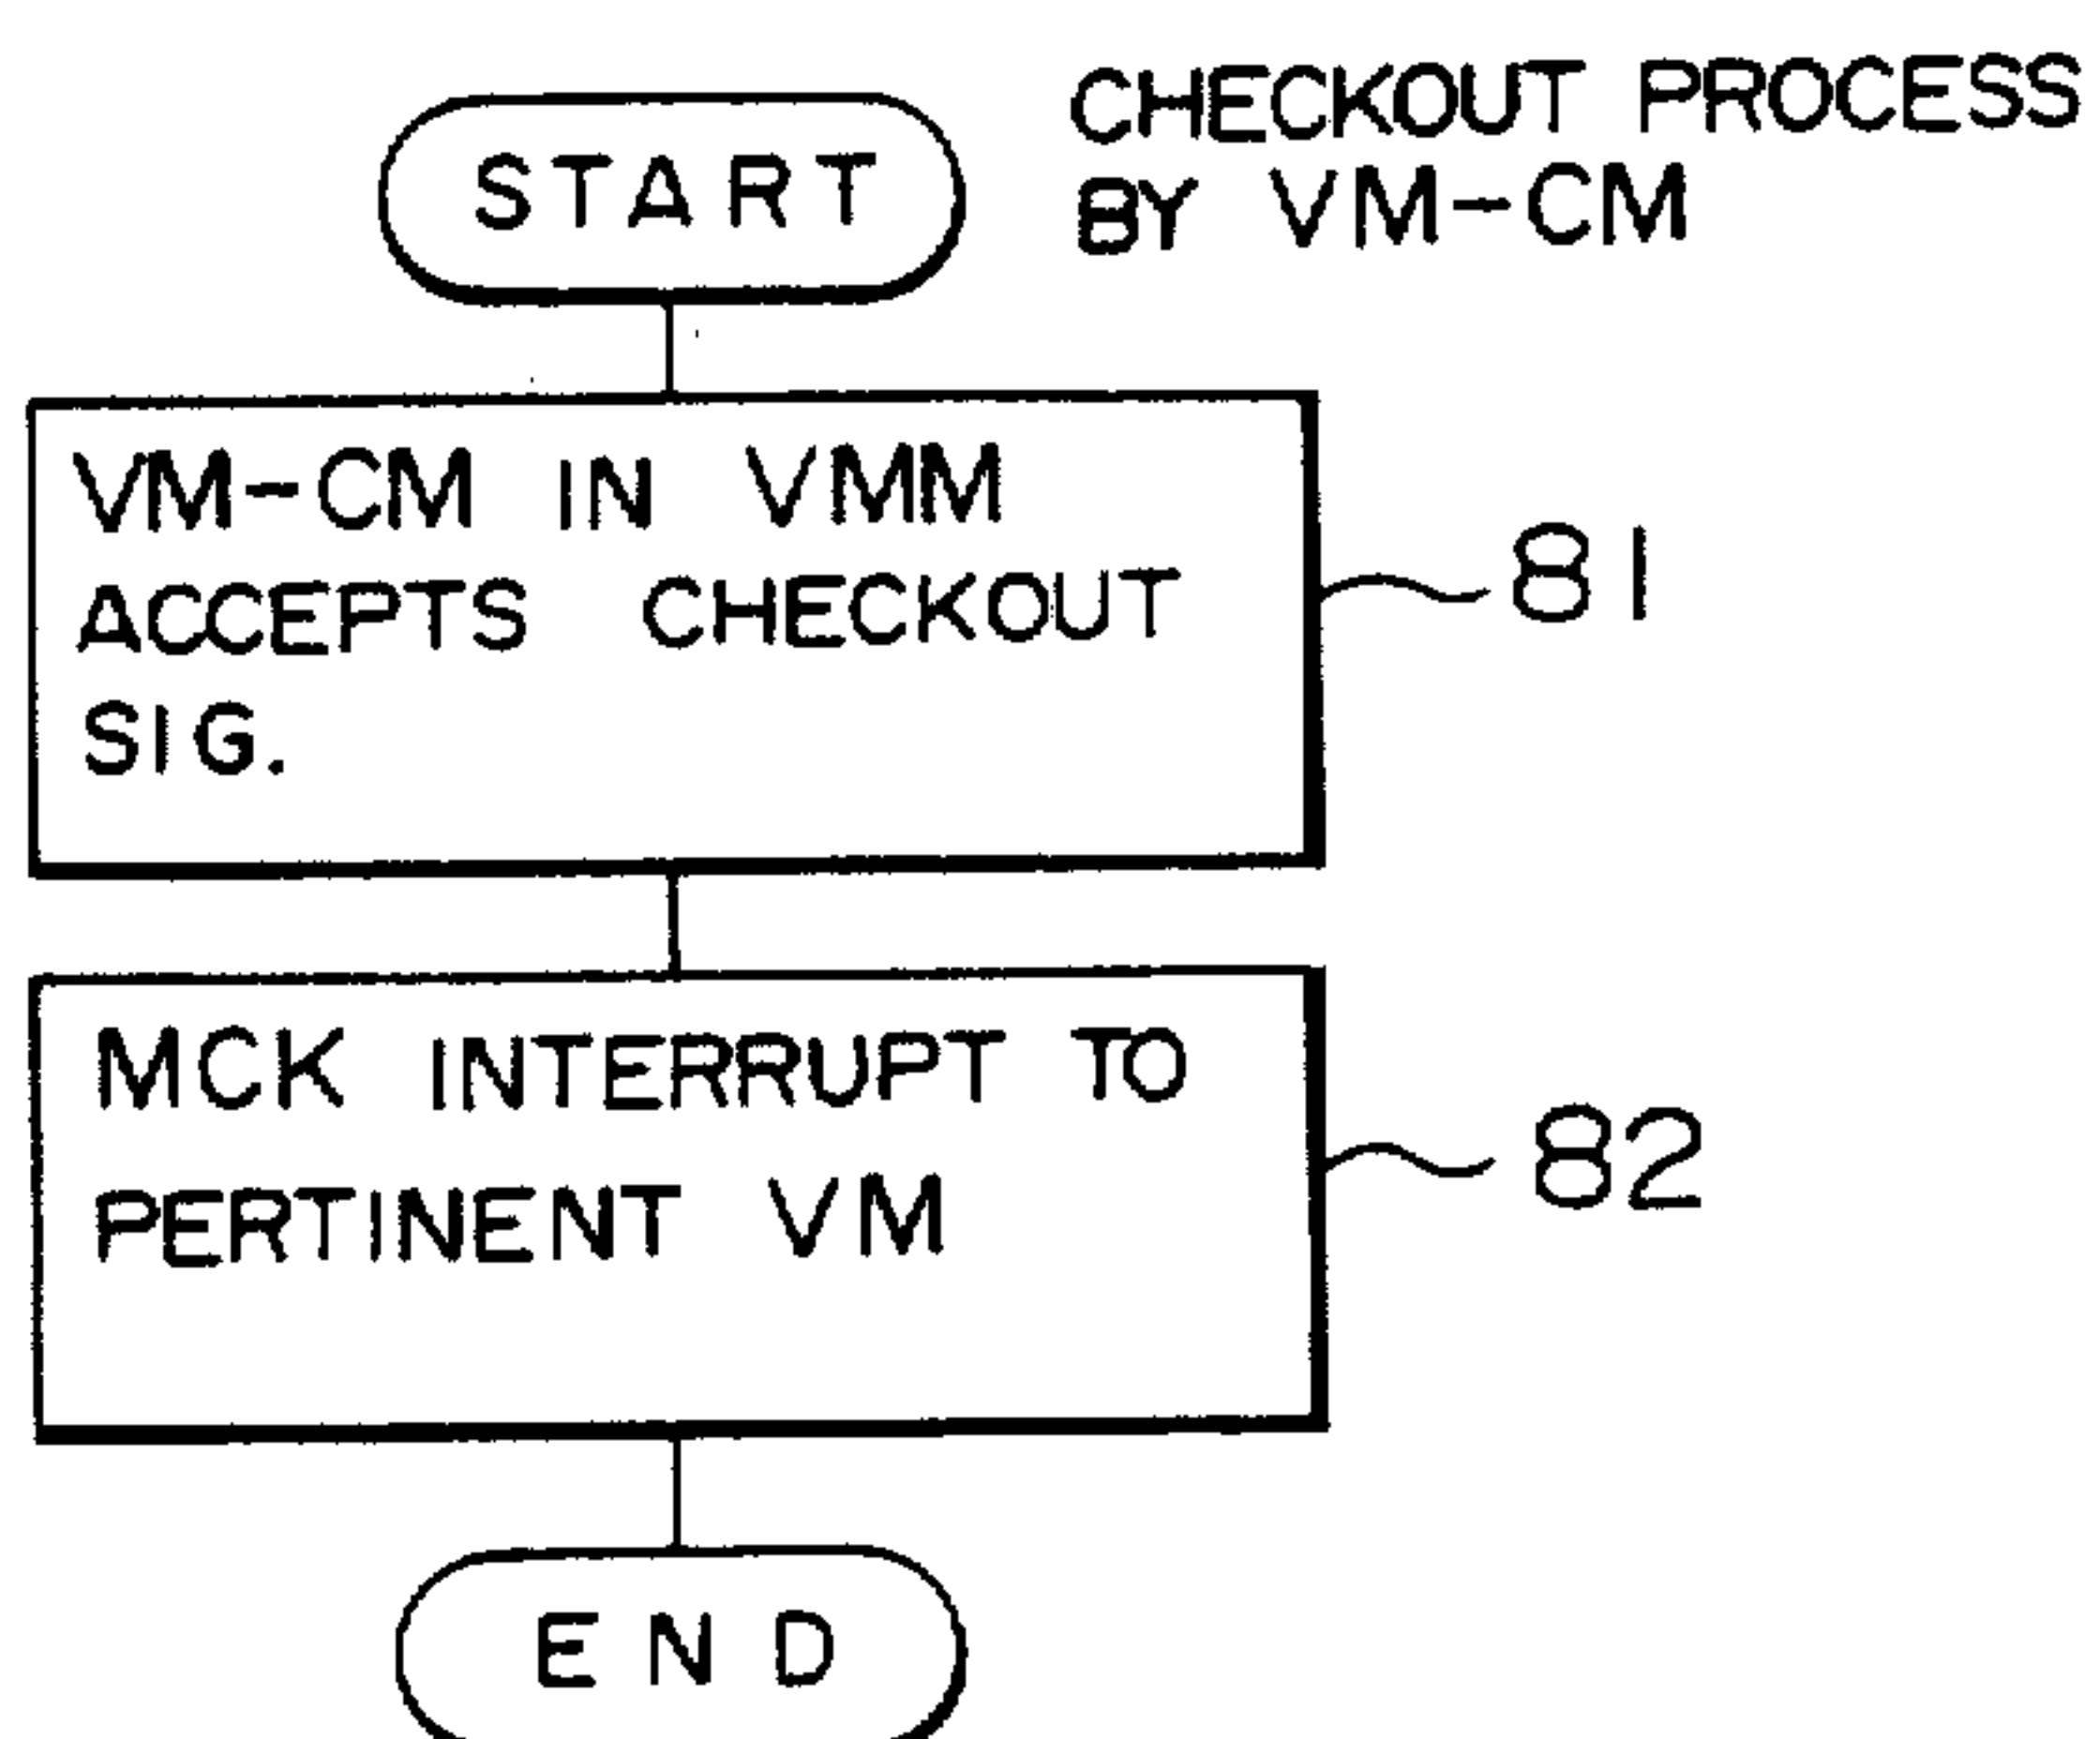 START
CHECKOUT PROCESS
BY VM-CM
VM-CM IN VMM
ACCEPTS CHECKOUT
SIG.
81
MCK INTERRUPT TO
PERTINENT VM
82
END